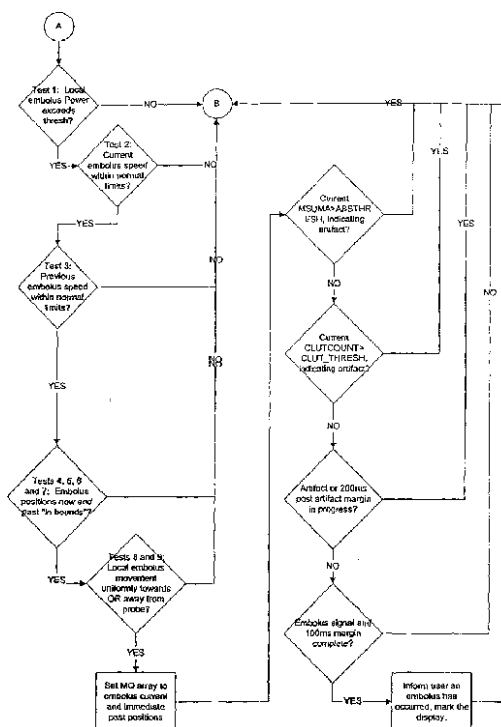 A
Test 1: Local
embolus Power
exceeds
thresh?
NO
B
YES
Test 2:
Current
embolus speed
within normal
limits?
NO
YES
Test 3:
Previous
embolus speed
within normal
limits?
NO
YES
NO
Tests 4, 5, 6
and 7: Embolus
positions now and
past "in bounds"?
YES
Tests 8 and 9:
Local embolus
movement
uniformly towards
OR away from
probe?
YES
Set MQ array to
embolus current
and immediate
past positions
YES
Current
MSUMA>ABSTHR
ESH, indicating
artifact?
NO
YES
Current
CLUTCOUNT>
CLUT_THRESH,
indicating artifact?
NO
YES
Artifact or 200ms
post artifact margin
in progress?
NO
NO
Embolus signal and
100ms margin
complete?
YES
Inform user an
embolus has
occurred, mark the
display.